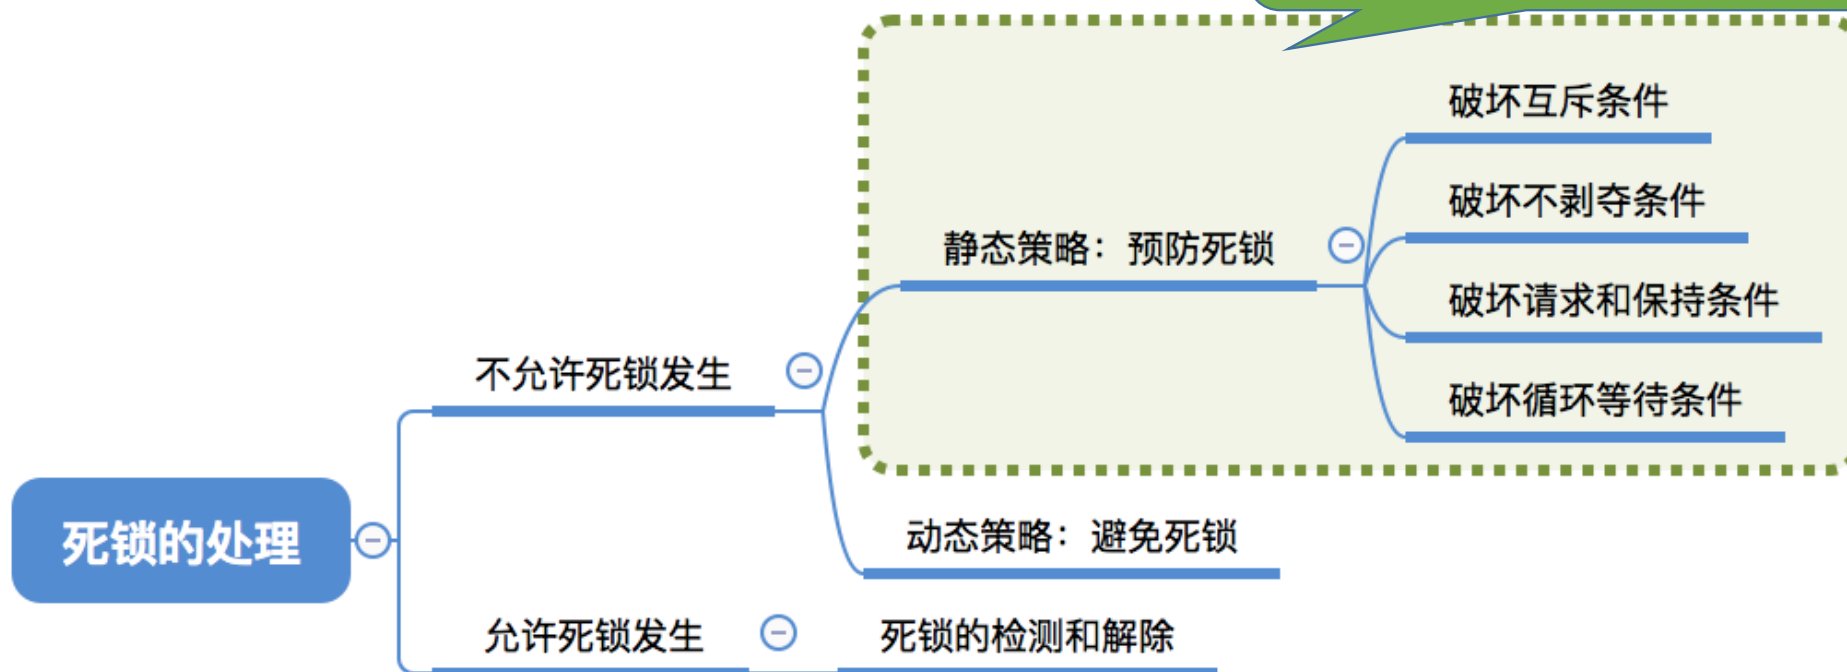 死锁的处理
不允许死锁发生
静态策略：预防死锁
破坏互斥条件
破坏不剥夺条件
破坏请求和保持条件
破坏循环等待条件
动态策略：避免死锁
允许死锁发生
死锁的检测和解除